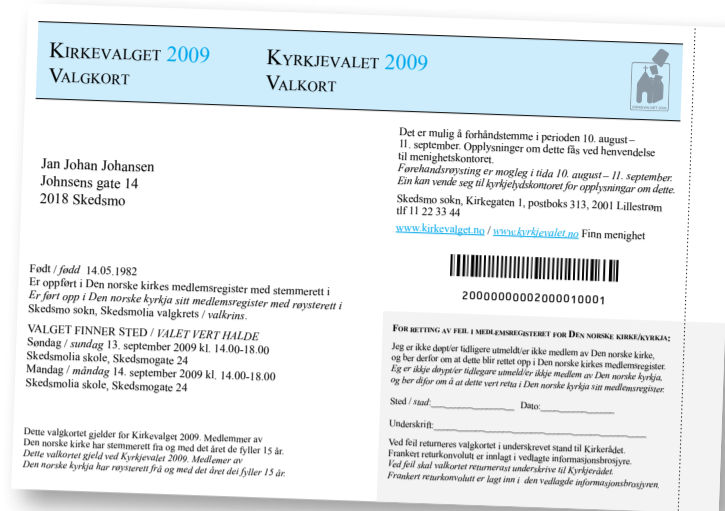 KIRKEVALGET 2009
VALGKORT
KYRKJEVALET 2009
VALKORT
Det er mulig å forhåndstemme i perioden 10. august –
11. september. Opplysninger om dette fås ved henvendelse
til menighetskontoret.
Førehandsrøysting er mogleg i tida 10. august – 11. september.
Ein kan vende seg til kyrkjelydskontoret for opplysningar om dette.
Skedsmo sokn, Kirkegaten 1, postboks 313, 2001 Lillestrøm
tlf 11 22 33 44
www.kirkevalget.no / www.kyrkjevalet.no Finn menighet
Jan Johan Johansen
Johnsens gate 14
2018 Skedsmo
20000000002000010001
Født / fødd 14.05.1982
Er oppført i Den norske kirkes medlemsregister med stemmerett i
Er ført opp i Den norske kyrkja sitt medlemsregister med røysterett i
Skedsmo sokn, Skedsmolia valgkrets / valkrins.
VALGET FINNER STED / VALET VERT HALDE
Søndag / sundag 13. september 2009 kl. 14.00-18.00
Skedsmolia skole, Skedsmogate 24
Mandag / måndag 14. september 2009 kl. 14.00-18.00
Skedsmolia skole, Skedsmogate 24
Dette valgkortet gjelder for Kirkevalget 2009. Medlemmer av
Den norske kirke har stemmerett fra og med det året de fyller 15 år.
Dette valkortet gjeld ved Kyrkjevalet 2009. Medlemer av
Den norske kyrkja har røysterett frå og med det året dei fyller 15 år.
FOR RETTING AV FEIL I MEDLEMSREGISTERET FOR DEN NORSKE KIRKE/KYRKJA:
Jeg er ikke døpt/er tidligere utmeldt/er ikke medlem av Den norske kirke,
og ber derfor om at dette blir rettet opp i Den norske kirkes medlemsregister.
Eg er ikkje døypt/er tidlegare utmeld/er ikkje medlem av Den norske kyrkja,
og ber difor om å at dette vert retta i Den norske kyrkja sitt medlemsregister.
Sted / stad: Dato:
Underskrift:
Ved feil returneres valgkortet i underskrevet stand til Kirkerådet.
Frankert returkonvolutt er innlagt i vedlagte informasjonsbrosjyre.
Ved feil skal valkortet returnerast underskrive til Kyrkjerådet.
Frankert returkonvolutt er lagt inn i den vedlagde informasjonsbrosjyren.